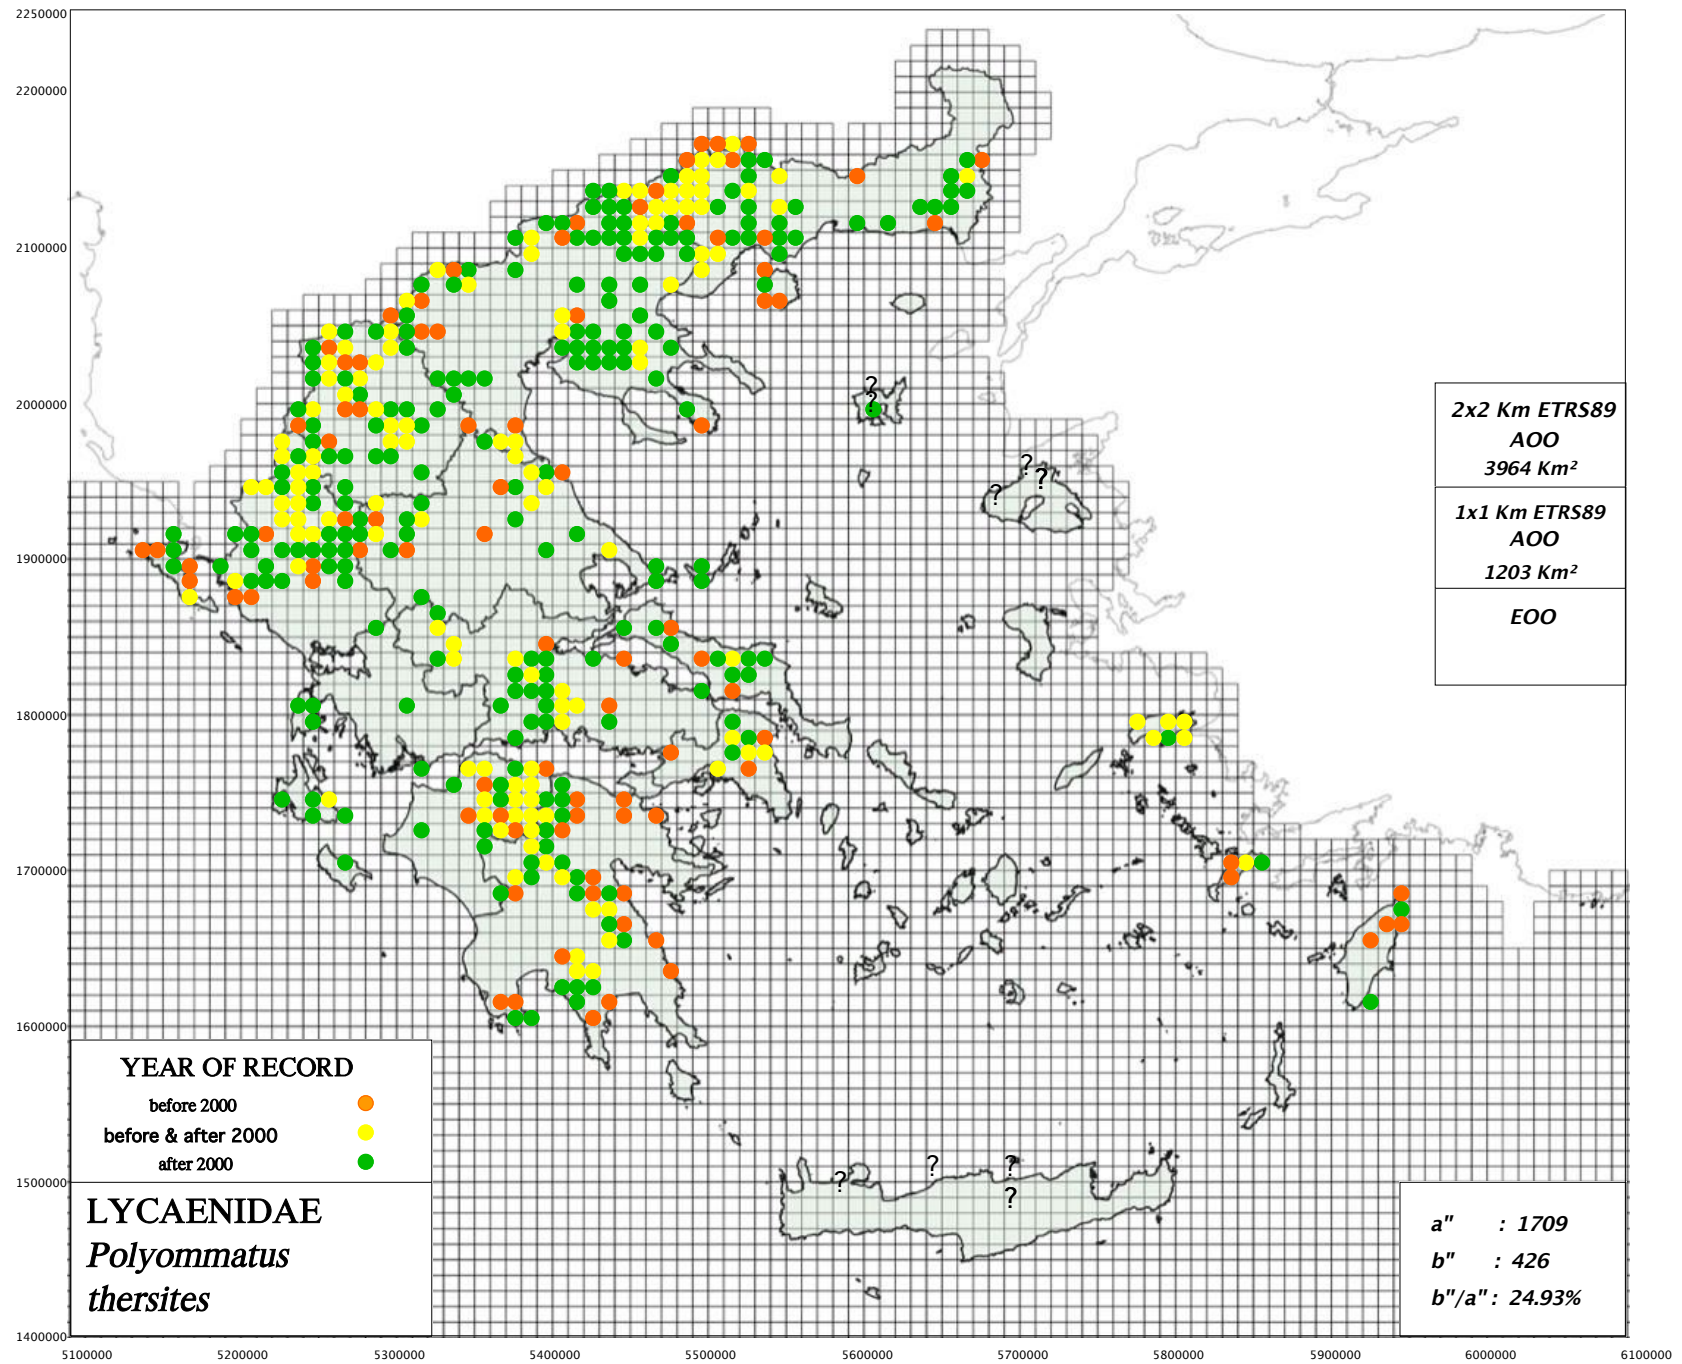 2250000
2200000
2100000
2000000
1900000
1800000
1700000
1600000
1500000
1400000
?
?
?
?
?
?
?
?
?
2x2 Km ETRS89
AOO
3964 Km²
1x1 Km ETRS89
AOO
1203 Km²
EOO
YEAR OF RECORD
before 2000
before & after 2000
after 2000
LYCAENIDAE
Polyommatus
thersites
a" : 1709
b" : 426
b"/a" : 24.93%
5100000 5200000 5300000 5400000 5500000 5600000 5700000 5800000 5900000 6000000 6100000